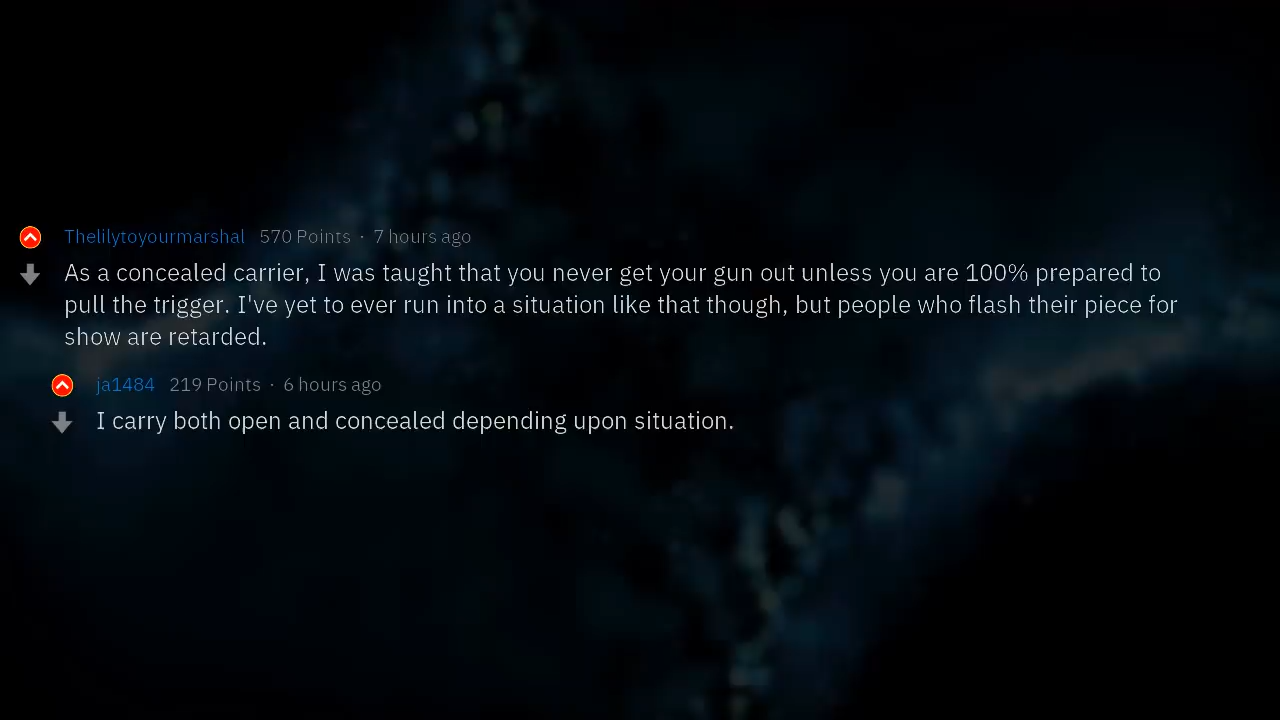 Thelilytoyourmarshal 570 Points · 7 hours ago
As a concealed carrier, I was taught that you never get your gun out unless you are 100% prepared to
pull the trigger. I've yet to ever run into a situation like that though, but people who flash their piece for
show are retarded.
ja1484 219 Points · 6 hours ago
I carry both open and concealed depending upon situation.